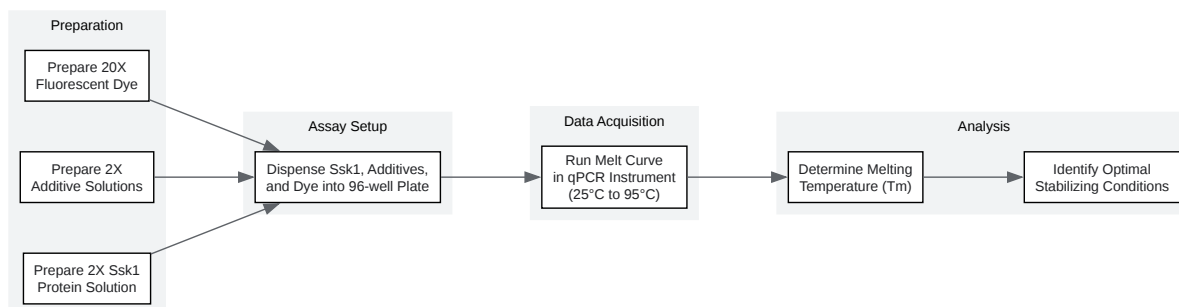 Preparation
Prepare 20X
Fluorescent Dye
Prepare 2X
Additive Solutions
Prepare 2X Ssk1
Protein Solution
Assay Setup
Dispense Ssk1, Additives,
and Dye into 96-well Plate
Data Acquisition
Run Melt Curve
in qPCR Instrument
(25°C to 95°C)
Analysis
Determine Melting
Temperature (Tm)
Identify Optimal
Stabilizing Conditions